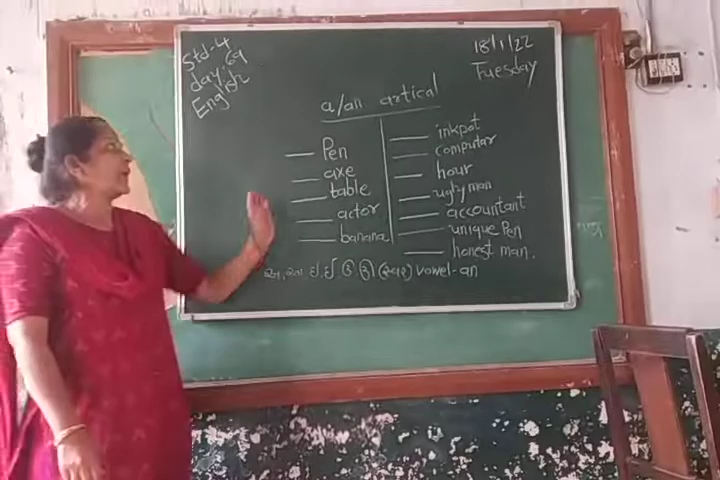 Std-4
day-69
English
18/1/22
Tuesday
a/an artical
Pen
axe
table
actor
banana
inkpot
computar
hour
ugly man
accountant
unique Pen
honest man.
અ, આ ઇ, ઈ ઉ ઊ (સ્વર) vowel-an